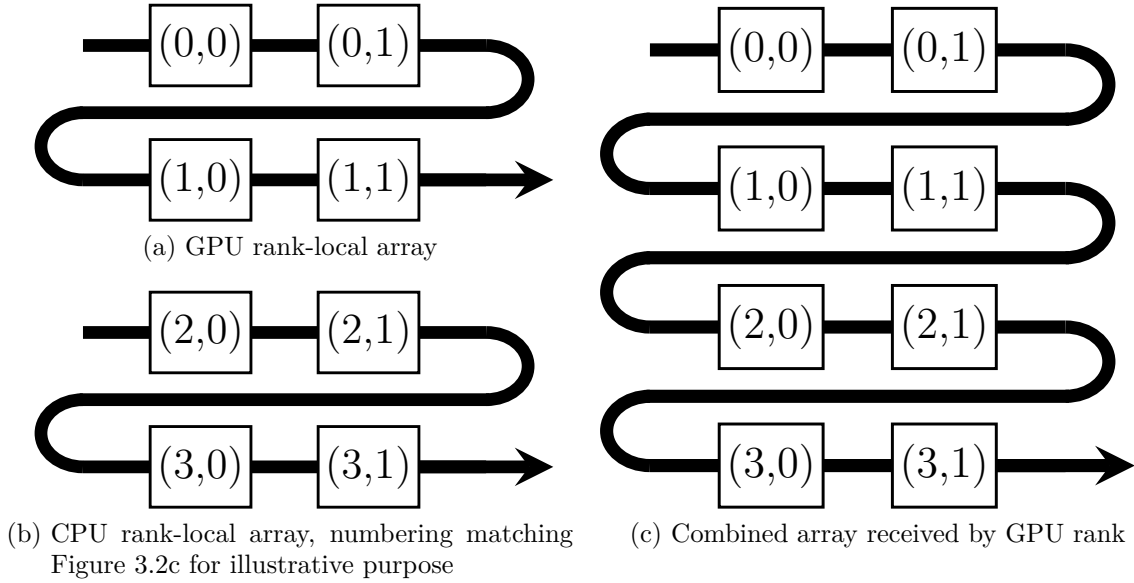 (0,0) (0,1)
(1,0) (1,1)
(a) GPU rank-local array
(2,0) (2,1)
(3,0) (3,1)
(b) CPU rank-local array, numbering matching
Figure 3.2c for illustrative purpose
(0,0) (0,1)
(1,0) (1,1)
(2,0) (2,1)
(3,0) (3,1)
(c) Combined array received by GPU rank